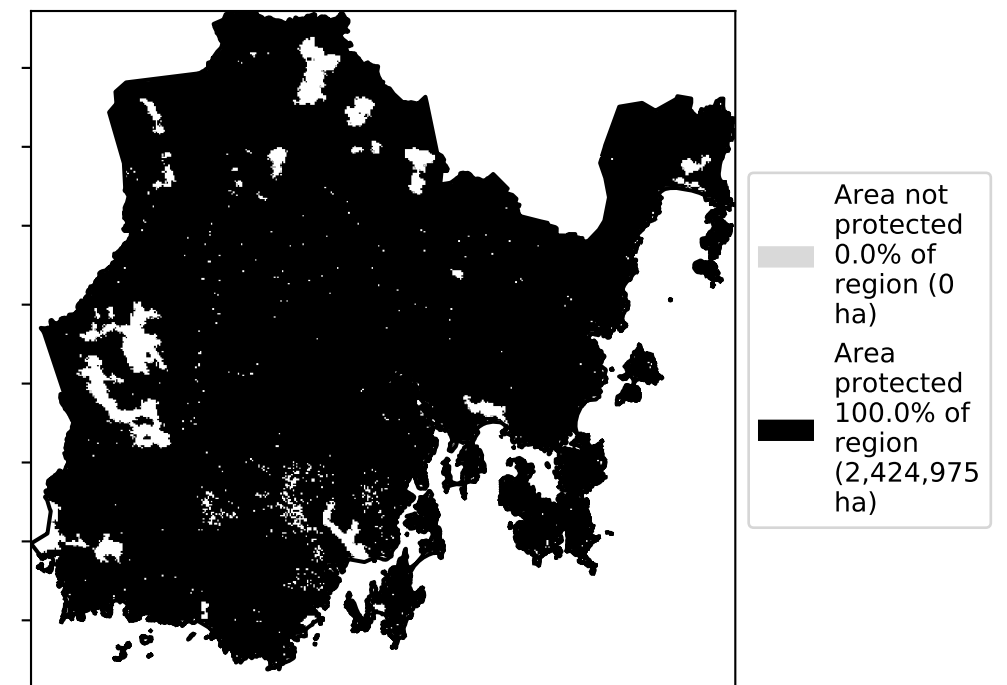 Area not
protected
0.0% of
region (0
ha)
Area
protected
100.0% of
region
(2,424,975
ha)